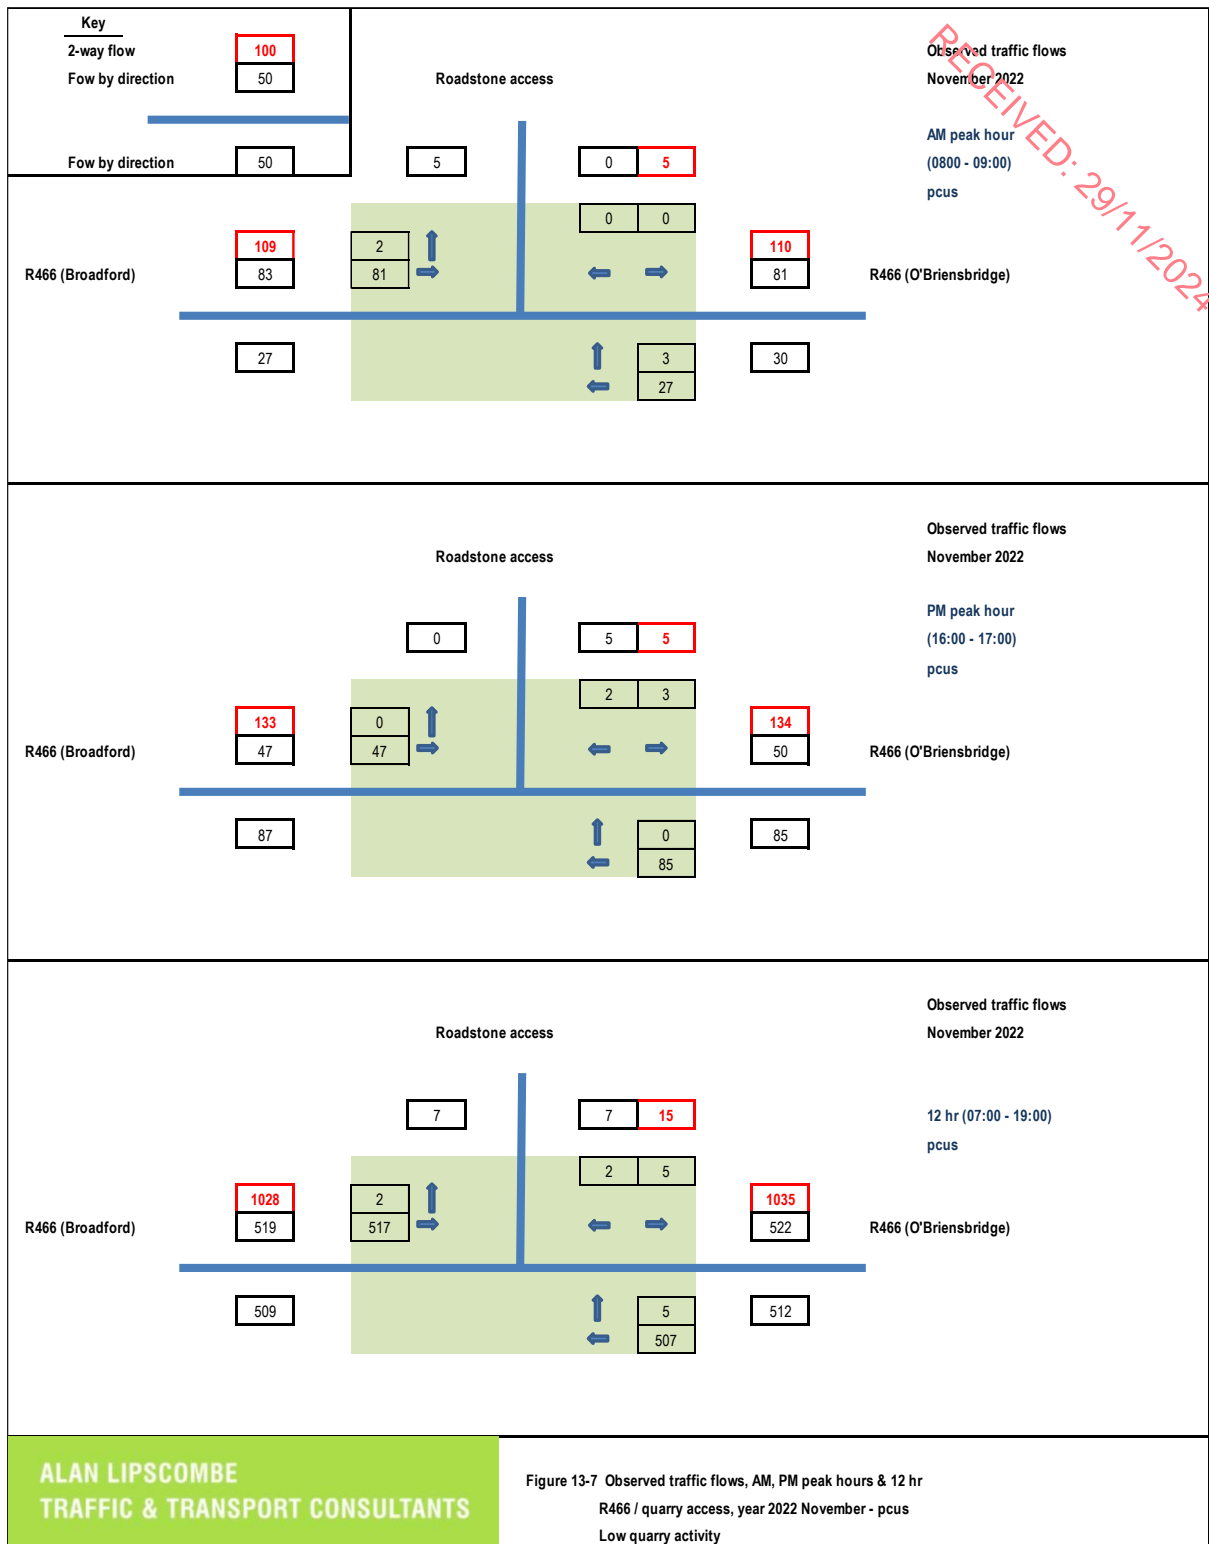 Key
2-way flow 100
Fow by direction 50
Fow by direction 50
Roadstone access
Observed traffic flows
November 2022
AM peak hour
(0800 - 09:00)
pcus
RECEIVED: 29/11/2024
5 0 5
0 0
109 2 110
R466 (Broadford) 83 81 81 R466 (O'Briensbridge)
27 3 30
27
Observed traffic flows
Roadstone access November 2022
PM peak hour
0 5 5 (16:00 - 17:00)
pcus
2 3
133 0 134
R466 (Broadford) 47 47 50 R466 (O'Briensbridge)
87 0 85
85
Observed traffic flows
Roadstone access November 2022
7 7 15 12 hr (07:00 - 19:00)
pcus
2 5
1028 2 1035
R466 (Broadford) 519 517 522 R466 (O'Briensbridge)
509 5 512
507
ALAN LIPSCOMBE
TRAFFIC & TRANSPORT CONSULTANTS
Figure 13-7 Observed traffic flows, AM, PM peak hours & 12 hr
R466 / quarry access, year 2022 November - pcus
Low quarry activity